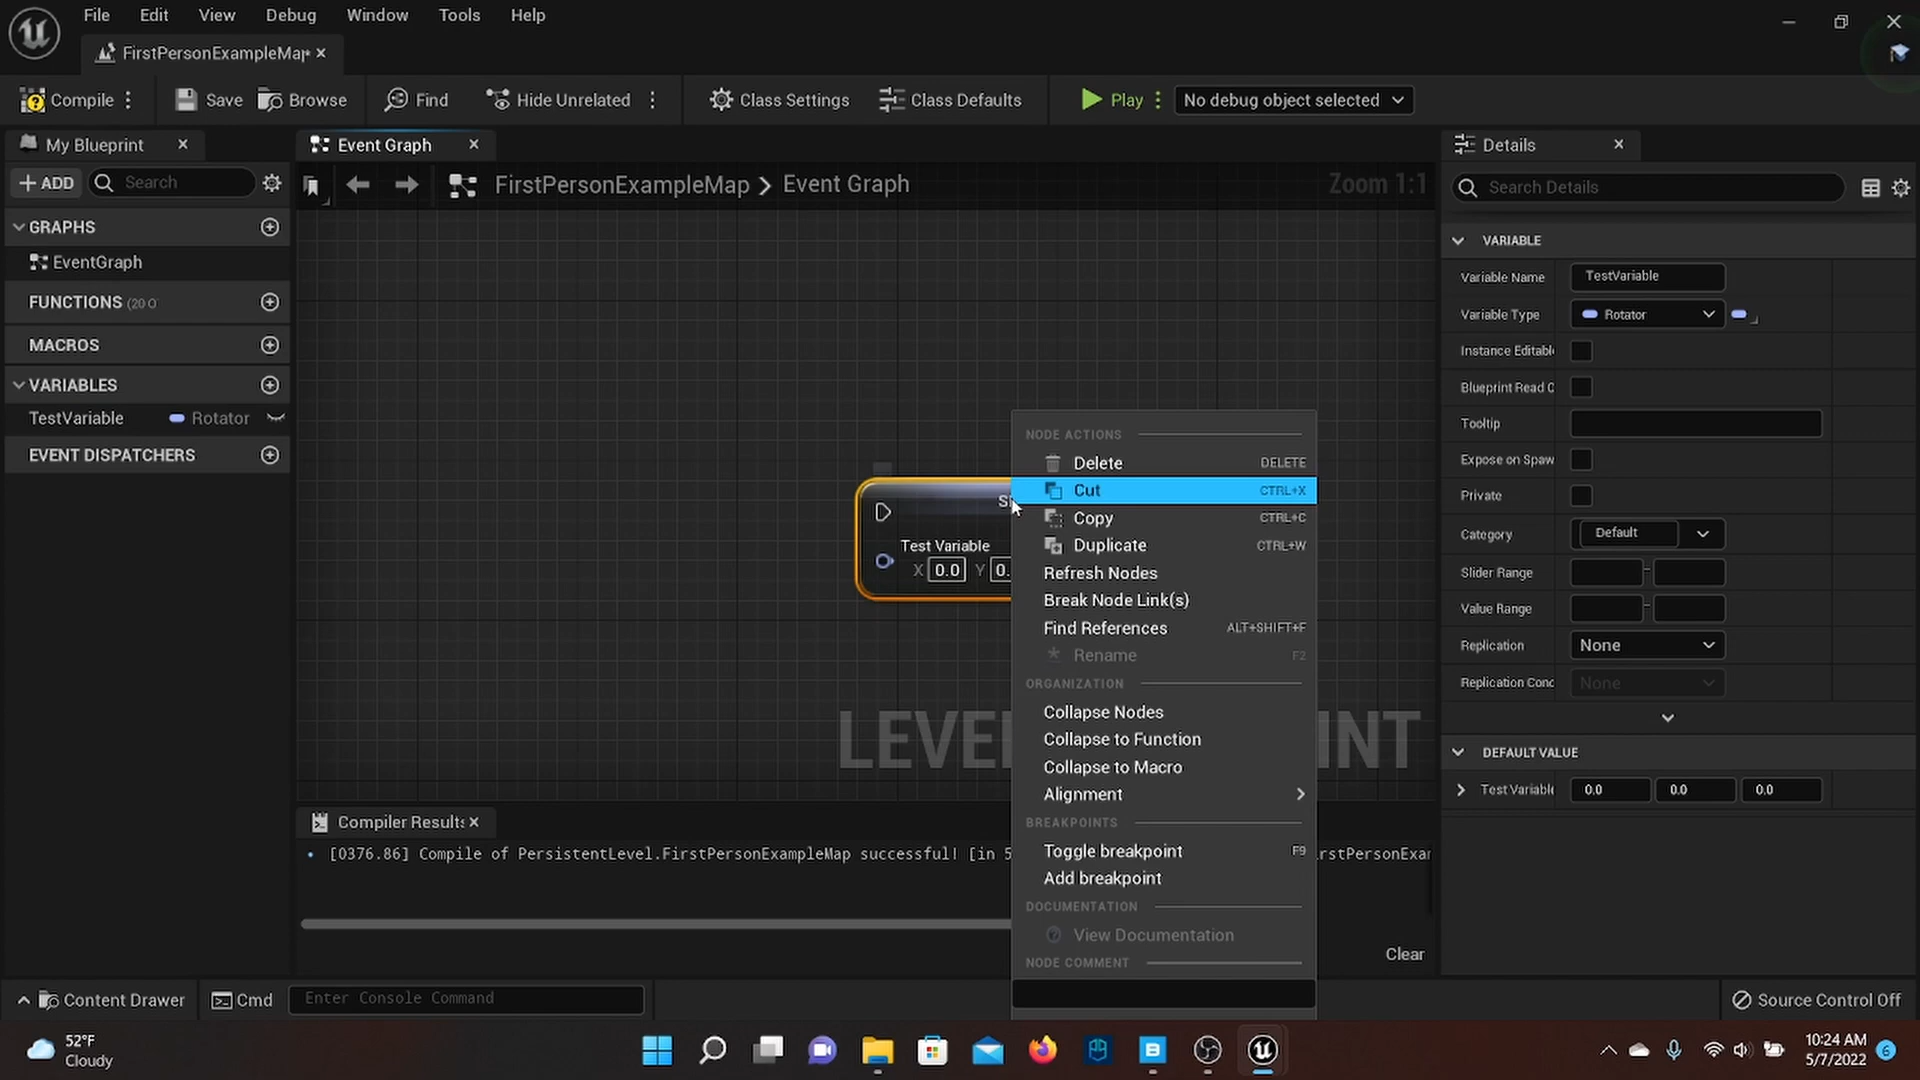 File Edit View Debug Window Tools Help
FirstPersonExampleMap
Compile Save Browse Find Hide Unrelated Class Settings Class Defaults Play No debug object selected
My Blueprint
ADD Search
GRAPHS
EventGraph
FUNCTIONS (20 O
MACROS
VARIABLES
TestVariable Rotator
EVENT DISPATCHERS
Event Graph
FirstPersonExampleMap > Event Graph Zoom 1:1
Test Variable
X 0.0 Y 0.
NODE ACTIONS
Delete DELETE
Cut CTRL+X
Copy CTRL+C
Duplicate CTRL+W
Refresh Nodes
Break Node Link(s)
Find References ALT+SHIFT+F
Rename F2
ORGANIZATION
Collapse Nodes
Collapse to Function
Collapse to Macro
Alignment
BREAKPOINTS
Toggle breakpoint F9
Add breakpoint
DOCUMENTATION
View Documentation
NODE COMMENT
Compiler Results
[0376.86] Compile of PersistentLevel.FirstPersonExampleMap successful! [in 5 rstPersonExar
Clear
Details
Search Details
VARIABLE
Variable Name TestVariable
Variable Type Rotator
Instance Editabl
Blueprint Read C
Tooltip
Expose on Spaw
Private
Category Default
Slider Range
Value Range
Replication None
Replication Conc None
DEFAULT VALUE
Test Variable 0.0 0.0 0.0
Content Drawer Cmd Enter Console Command Source Control Off
52°F
Cloudy
10:24 AM
5/7/2022 6